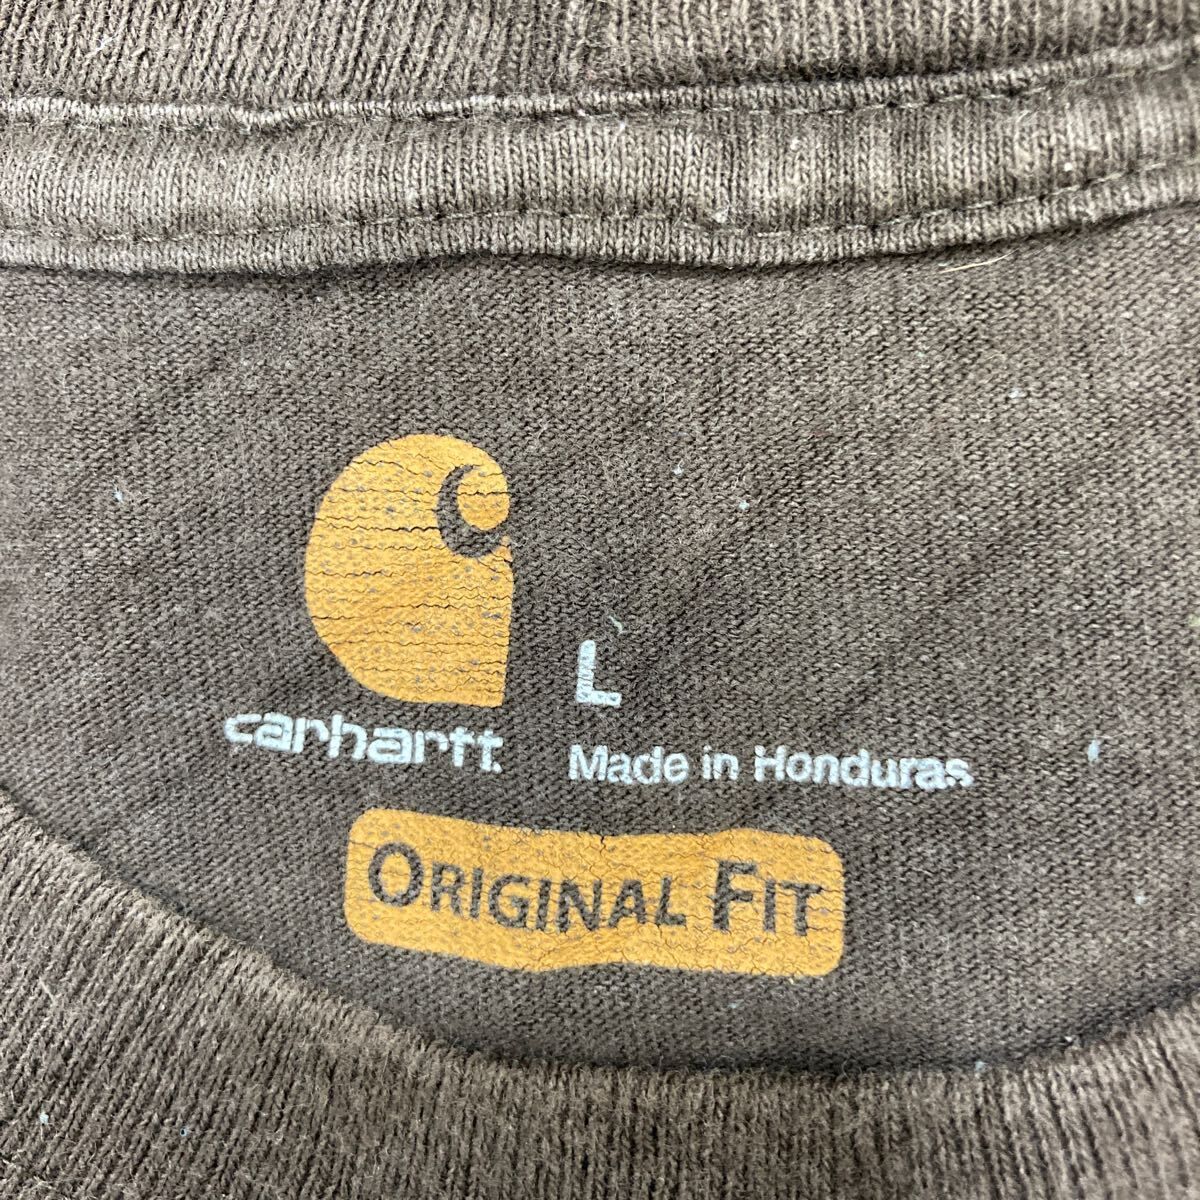 L
carhartt
Made in Honduras
ORIGINAL FIT